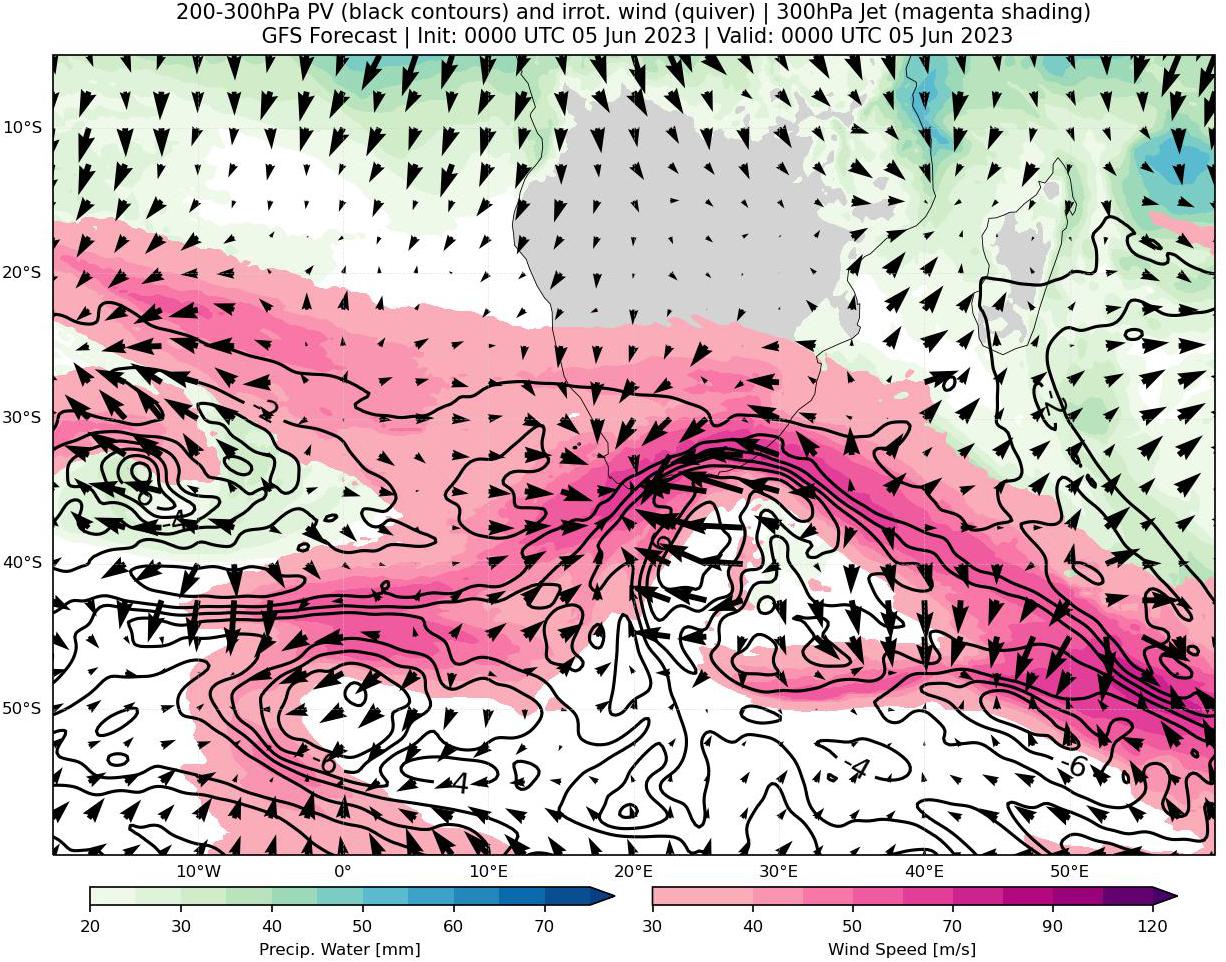 200-300hPa PV (black contours) and irrot. wind (quiver) | 300hPa Jet (magenta shading)
GFS Forecast | Init: 0000 UTC 05 Jun 2023 | Valid: 0000 UTC 05 Jun 2023
10°S
20°S
30°S
40°S
50°S
-2
-2
-4
-6
-4
-4
-6
10°W 0° 10°E 20°E 30°E 40°E 50°E
20 30 40 50 60 70
Precip. Water [mm]
30 40 50 70 90 120
Wind Speed [m/s]